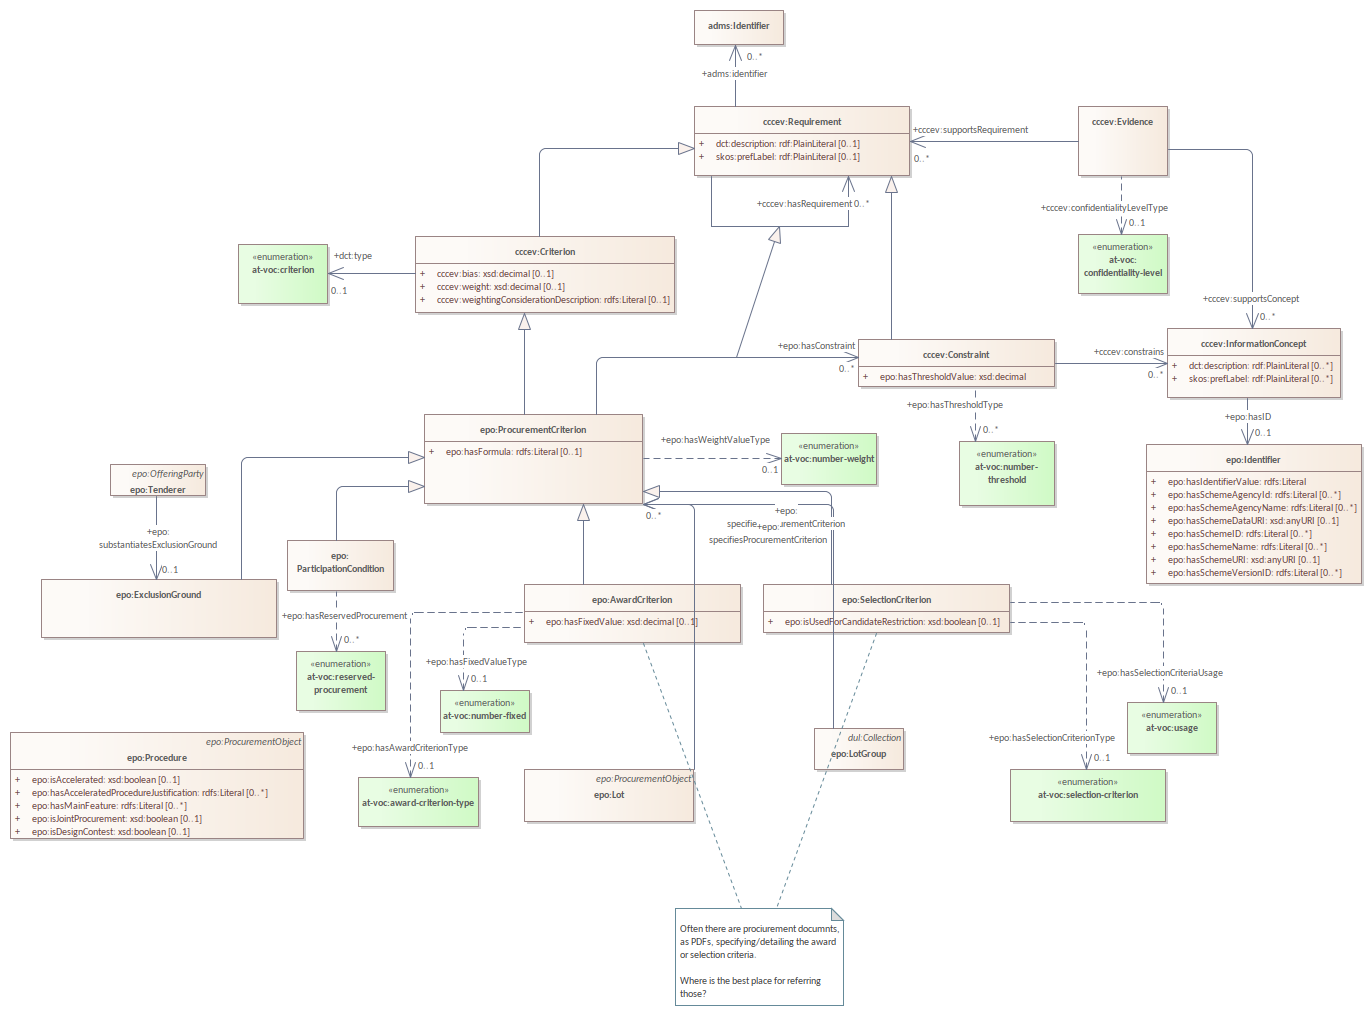 adms:Identifier
0..*
+adms:identifier
cccev:Requirement
+ dct:description: rdf:PlainLiteral [0..1]
+ skos:prefLabel: rdf:PlainLiteral [0..1]
+cccev:supportsRequirement
0..*
cccev:Evidence
+cccev:hasRequirement 0..*
+cccev:confidentialityLevelType
0..1
«enumeration»
at-voc:
confidentiality-level
«enumeration»
at-voc:criterion
+dct:type
0..1
cccev:Criterion
+ cccev:bias: xsd:decimal [0..1]
+ cccev:weight: xsd:decimal [0..1]
+ cccev:weightingConsiderationDescription: rdfs:Literal [0..1]
+cccev:supportsConcept
0..*
+epo:hasConstraint
0..*
cccev:Constraint
+ epo:hasThresholdValue: xsd:decimal
+cccev:constrains
0..*
cccev:InformationConcept
+ dct:description: rdf:PlainLiteral [0..*]
+ skos:prefLabel: rdf:PlainLiteral [0..*]
+epo:hasThresholdType
0..*
+epo:hasID
0..1
epo:ProcurementCriterion
+ epo:hasFormula: rdfs:Literal [0..1]
+epo:hasWeightValueType
0..1
«enumeration»
at-voc:number-weight
«enumeration»
at-voc:number-
threshold
epo:Identifier
+ epo:hasIdentifierValue: rdfs:Literal
+ epo:hasSchemeAgencyId: rdfs:Literal [0..*]
+ epo:hasSchemeAgencyName: rdfs:Literal [0..*]
+ epo:hasSchemeDataURI: xsd:anyURI [0..1]
+ epo:hasSchemeID: rdfs:Literal [0..*]
+ epo:hasSchemeName: rdfs:Literal [0..*]
+ epo:hasSchemeURI: xsd:anyURI [0..1]
+ epo:hasSchemeVersionID: rdfs:Literal [0..*]
epo:OfferingParty
epo:Tenderer
+epo:
substantiatesExclusionGround
0..1
0..*
+epo:
+epo:
specifiesProcurementCriterion
epo:
ParticipationCondition
epo:ExclusionGround
epo:AwardCriterion
+ epo:hasFixedValue: xsd:decimal [0..1]
epo:SelectionCriterion
+ epo:isUsedForCandidateRestriction: xsd:boolean [0..1]
+epo:hasReservedProcurement
0..*
«enumeration»
at-voc:reserved-
procurement
+epo:hasFixedValueType
0..1
«enumeration»
at-voc:number-fixed
+epo:hasSelectionCriteriaUsage
0..1
«enumeration»
at-voc:usage
epo:ProcurementObject
epo:Procedure
+ epo:isAccelerated: xsd:boolean [0..1]
+ epo:hasAcceleratedProcedureJustification: rdfs:Literal [0..*]
+ epo:hasMainFeature: rdfs:Literal [0..*]
+ epo:isJointProcurement: xsd:boolean [0..1]
+ epo:isDesignContest: xsd:boolean [0..1]
+epo:hasAwardCriterionType
0..1
«enumeration»
at-voc:award-criterion-type
epo:ProcurementObject
epo:Lot
dul:Collection
epo:LotGroup
+epo:hasSelectionCriterionType
0..1
«enumeration»
at-voc:selection-criterion
Often there are prociurement documnts,
as PDFs, specifying/detailing the award
or selection criteria.
Where is the best place for referring
those?